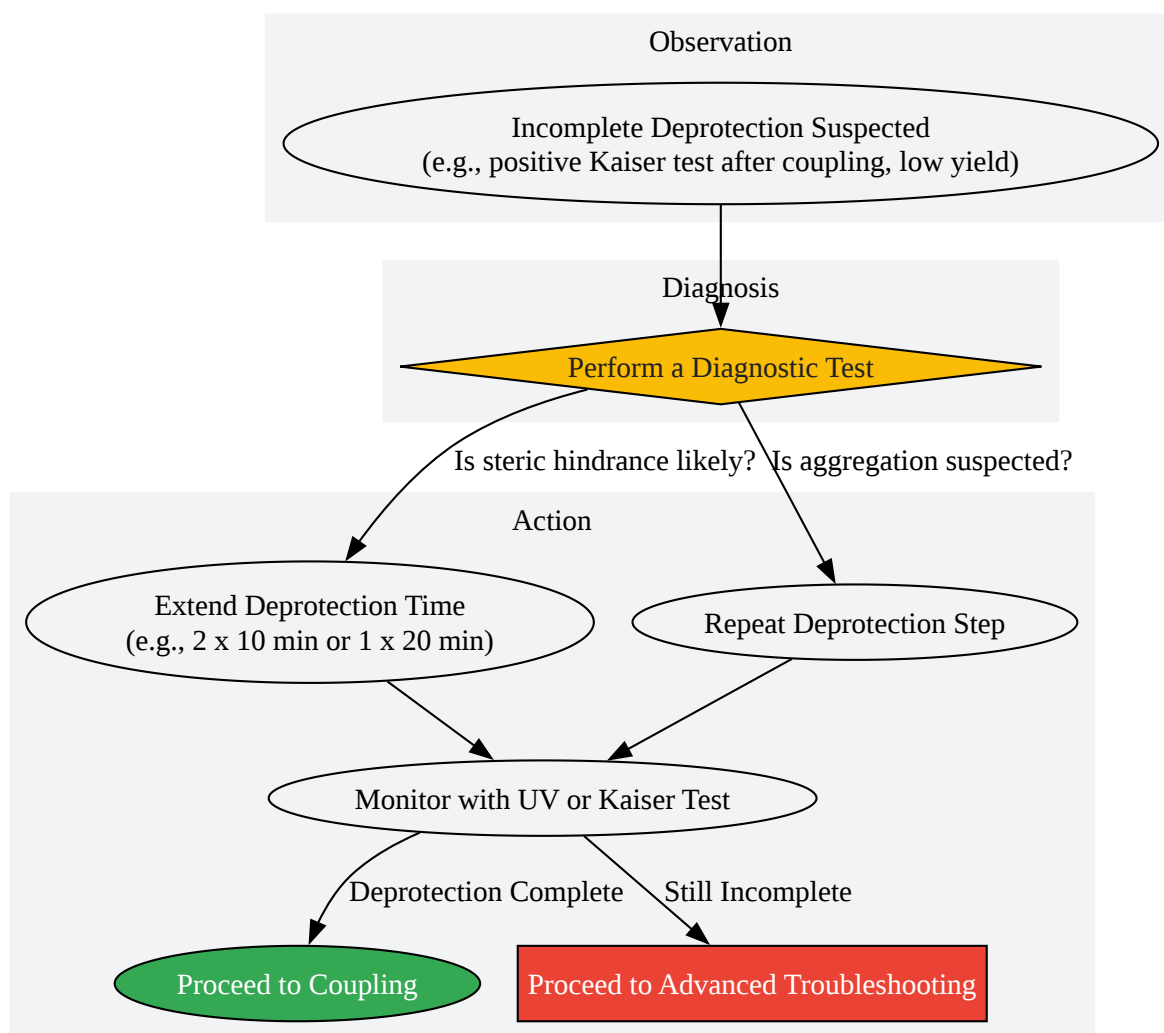 Observation
Incomplete Deprotection Suspected
(e.g., positive Kaiser test after coupling, low yield)
Diagnosis
Perform a Diagnostic Test
Is steric hindrance likely?
Is aggregation suspected?
Action
Extend Deprotection Time
(e.g., 2 x 10 min or 1 x 20 min)
Repeat Deprotection Step
Monitor with UV or Kaiser Test
Deprotection Complete
Still Incomplete
Proceed to Coupling
Proceed to Advanced Troubleshooting